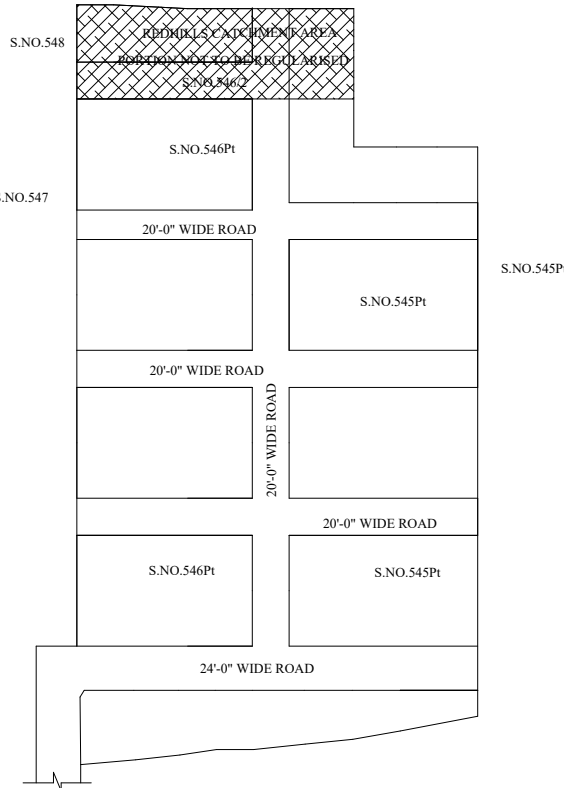 REDHILLS CATCHMENT AREA
S.NO.548
PORTION NOT TO BE REGULARISED
S.NO.546/2
S.NO.546Pt
S.NO.547
20'-0" WIDE ROAD
S.NO.545Pt
S.NO.545Pt
20'-0" WIDE ROAD
20'-0" WIDE ROAD
20'-0" WIDE ROAD
S.NO.546Pt
S.NO.545Pt
24'-0" WIDE ROAD